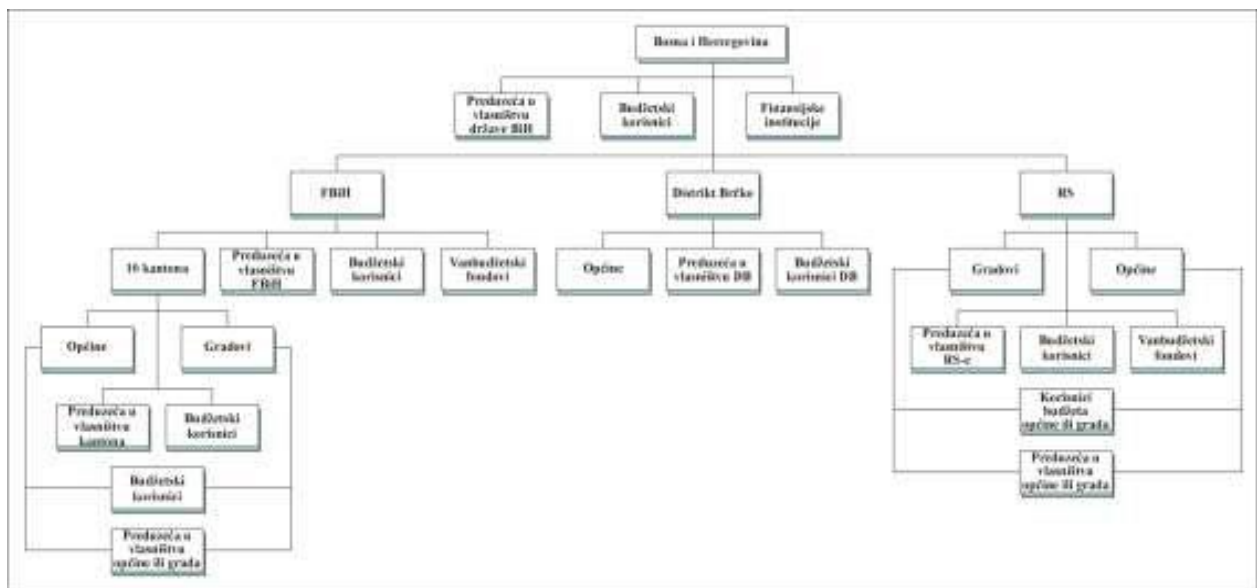 Bosna i Hercegovina
Preduzeća u
vlasništvu
države BiH
Budžetski
korisnici
Finansijske
institucije
FBiH
Distrikt Brčko
RS
10 kantona
Preduzeća u
vlasništvu
FBiH
Budžetski
korisnici
Vanbudžetski
fondovi
Općine
Preduzeća u
vlasništvu DB
Budžetski
korisnici DB
Gradovi
Općine
Općine
Gradovi
Preduzeća u
vlasništvu
RS-e
Budžetski
korisnici
Vanbudžetski
fondovi
Preduzeća u
vlasništvu
kantona
Budžetski
korisnici
Korisnici
budžeta
općine ili grada
Budžetski
korisnici
Preduzeća u
vlasništvu
općine ili grada
Preduzeća u
vlasništvu
općine ili grada